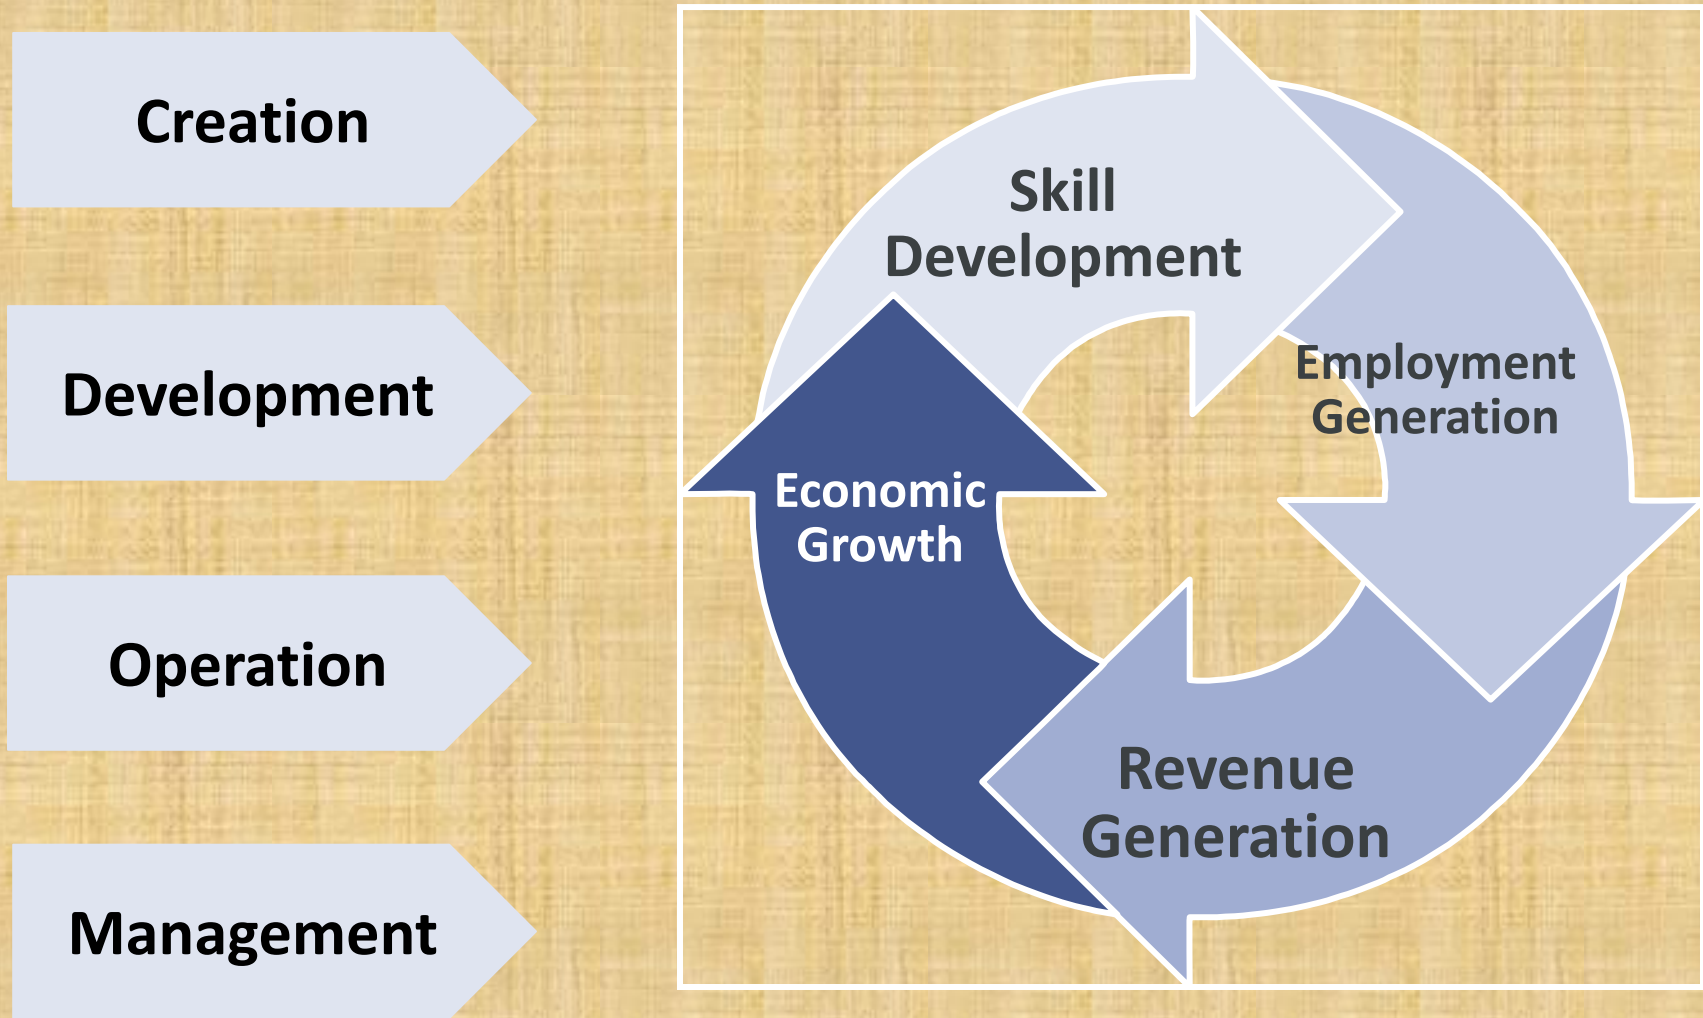 Creation
Development
Operation
Management
Skill
Development
Employment
Generation
Revenue
Generation
Economic
Growth